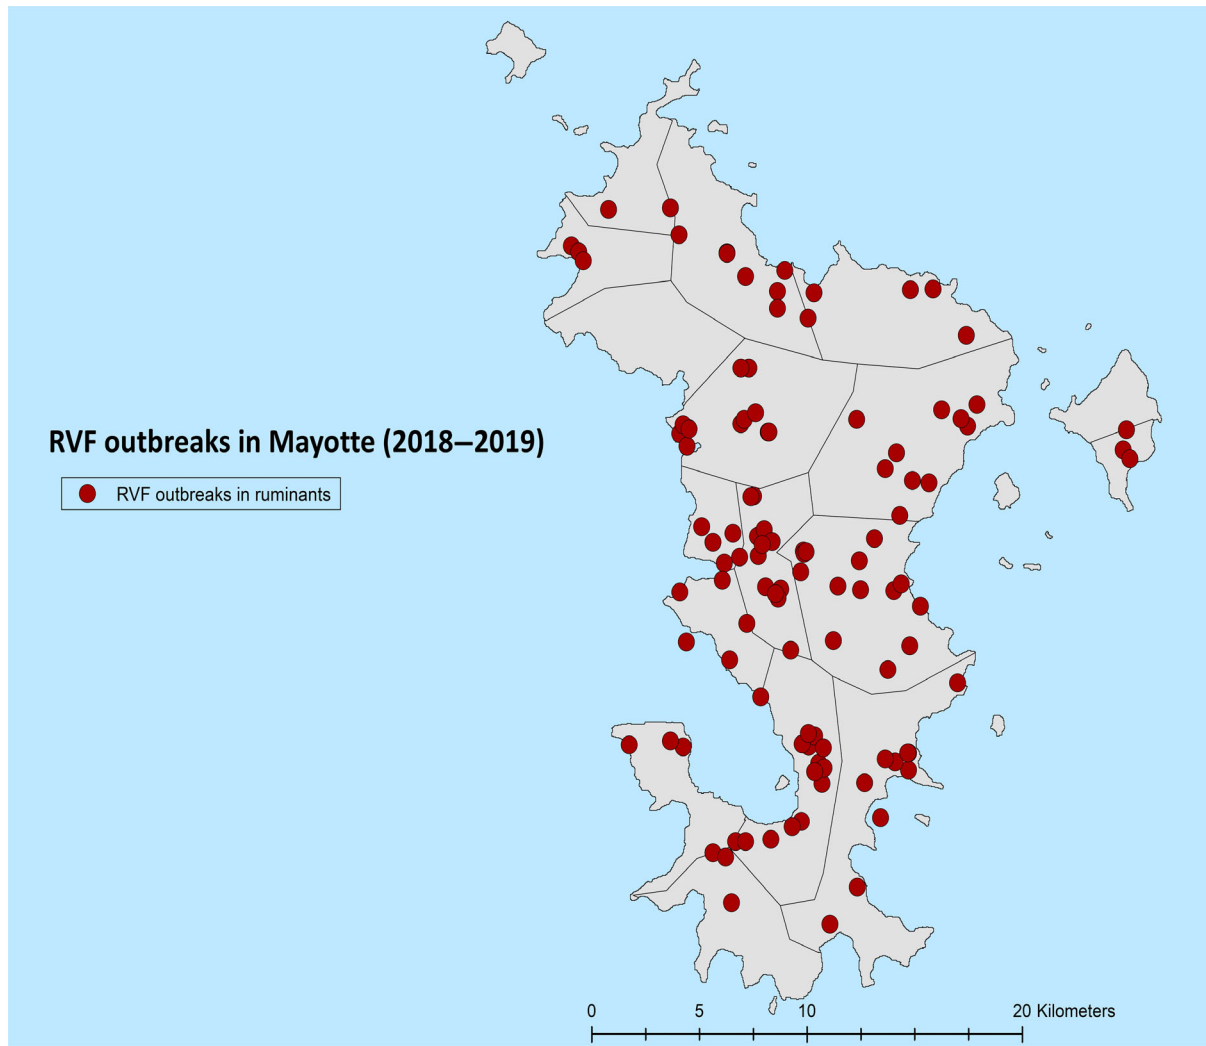 RVF outbreaks in Mayotte (2018–2019)
RVF outbreaks in ruminants
0 5 10 20 Kilometers